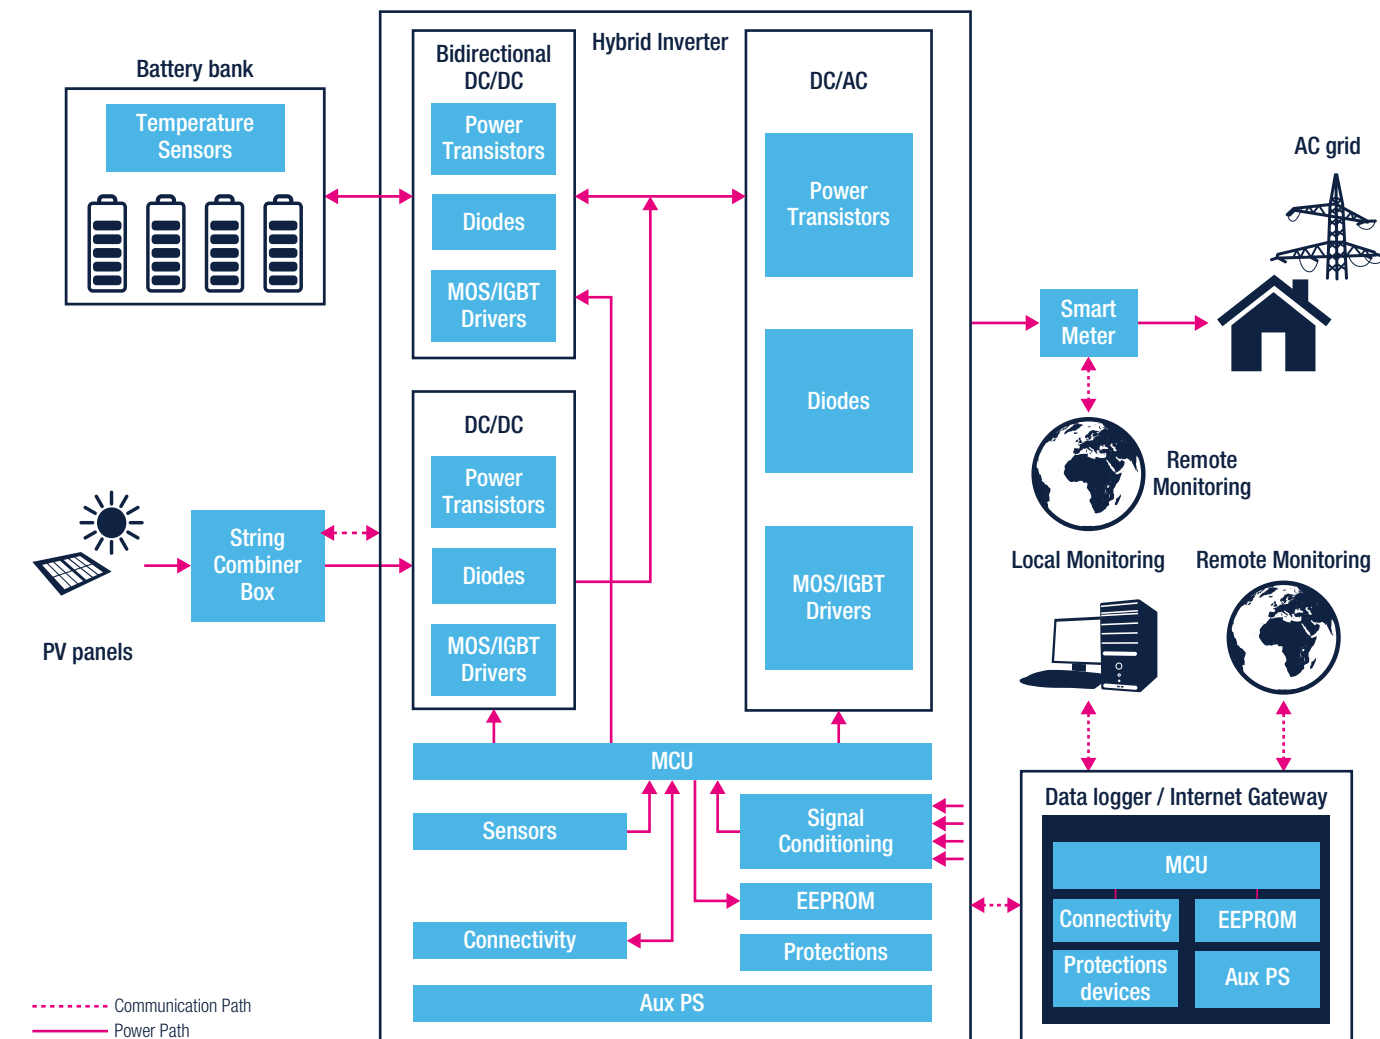 Hybrid Inverter
Battery bank
Temperature
Sensors
Bidirectional
DC/DC
Power
Transistors
Diodes
MOS/IGBT
Drivers
DC/AC
Power
Transistors
Diodes
MOS/IGBT
Drivers
AC grid
Smart
Meter
Remote
Monitoring
DC/DC
Power
Transistors
Diodes
MOS/IGBT
Drivers
String
Combiner
Box
PV panels
Local Monitoring
Remote Monitoring
MCU
Sensors
Signal
Conditioning
EEPROM
Connectivity
Protections
Aux PS
Data logger / Internet Gateway
MCU
Connectivity
EEPROM
Protections
devices
Aux PS
Communication Path
Power Path